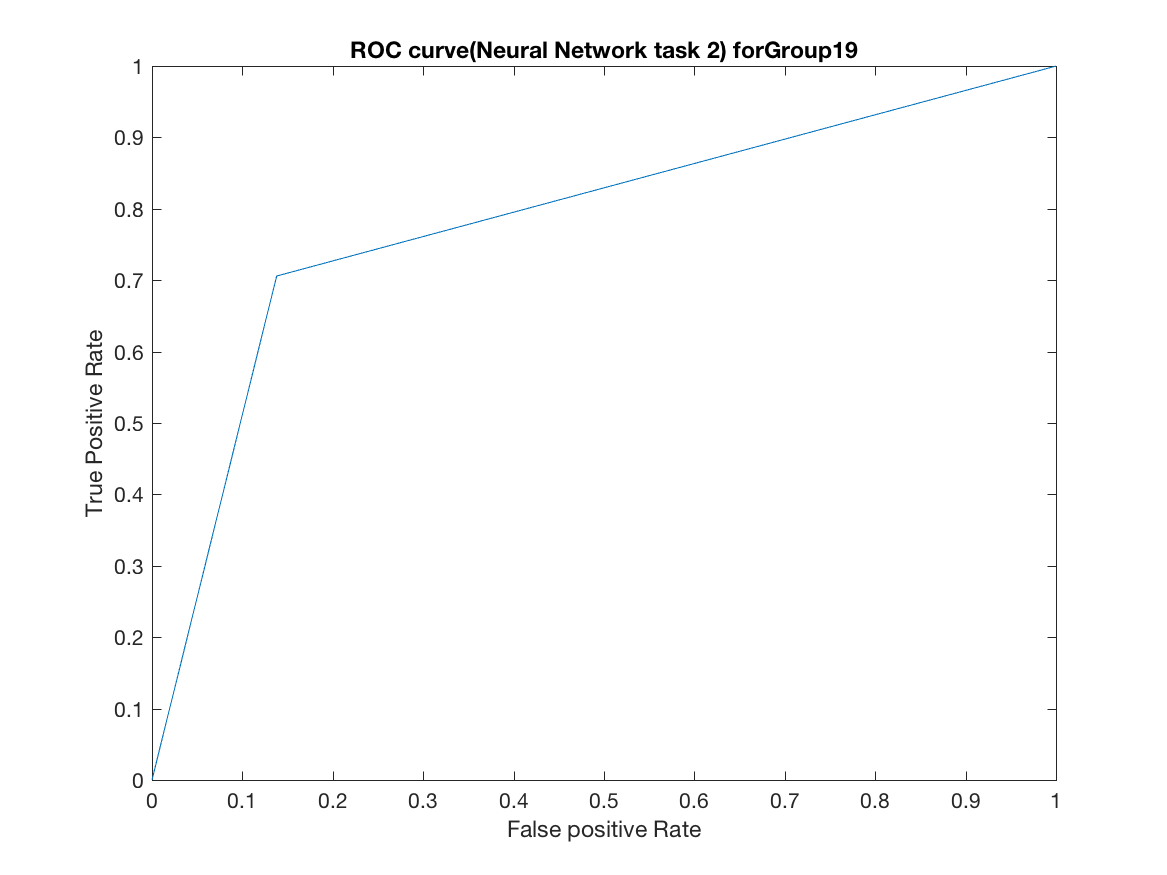 ROC curve(Neural Network task 2) forGroup19
1
0.9
0.8
0.7
0.6
0.5
0.4
0.3
0.2
0.1
0
True Positive Rate
0 0.1 0.2 0.3 0.4 0.5 0.6 0.7 0.8 0.9 1
False positive Rate